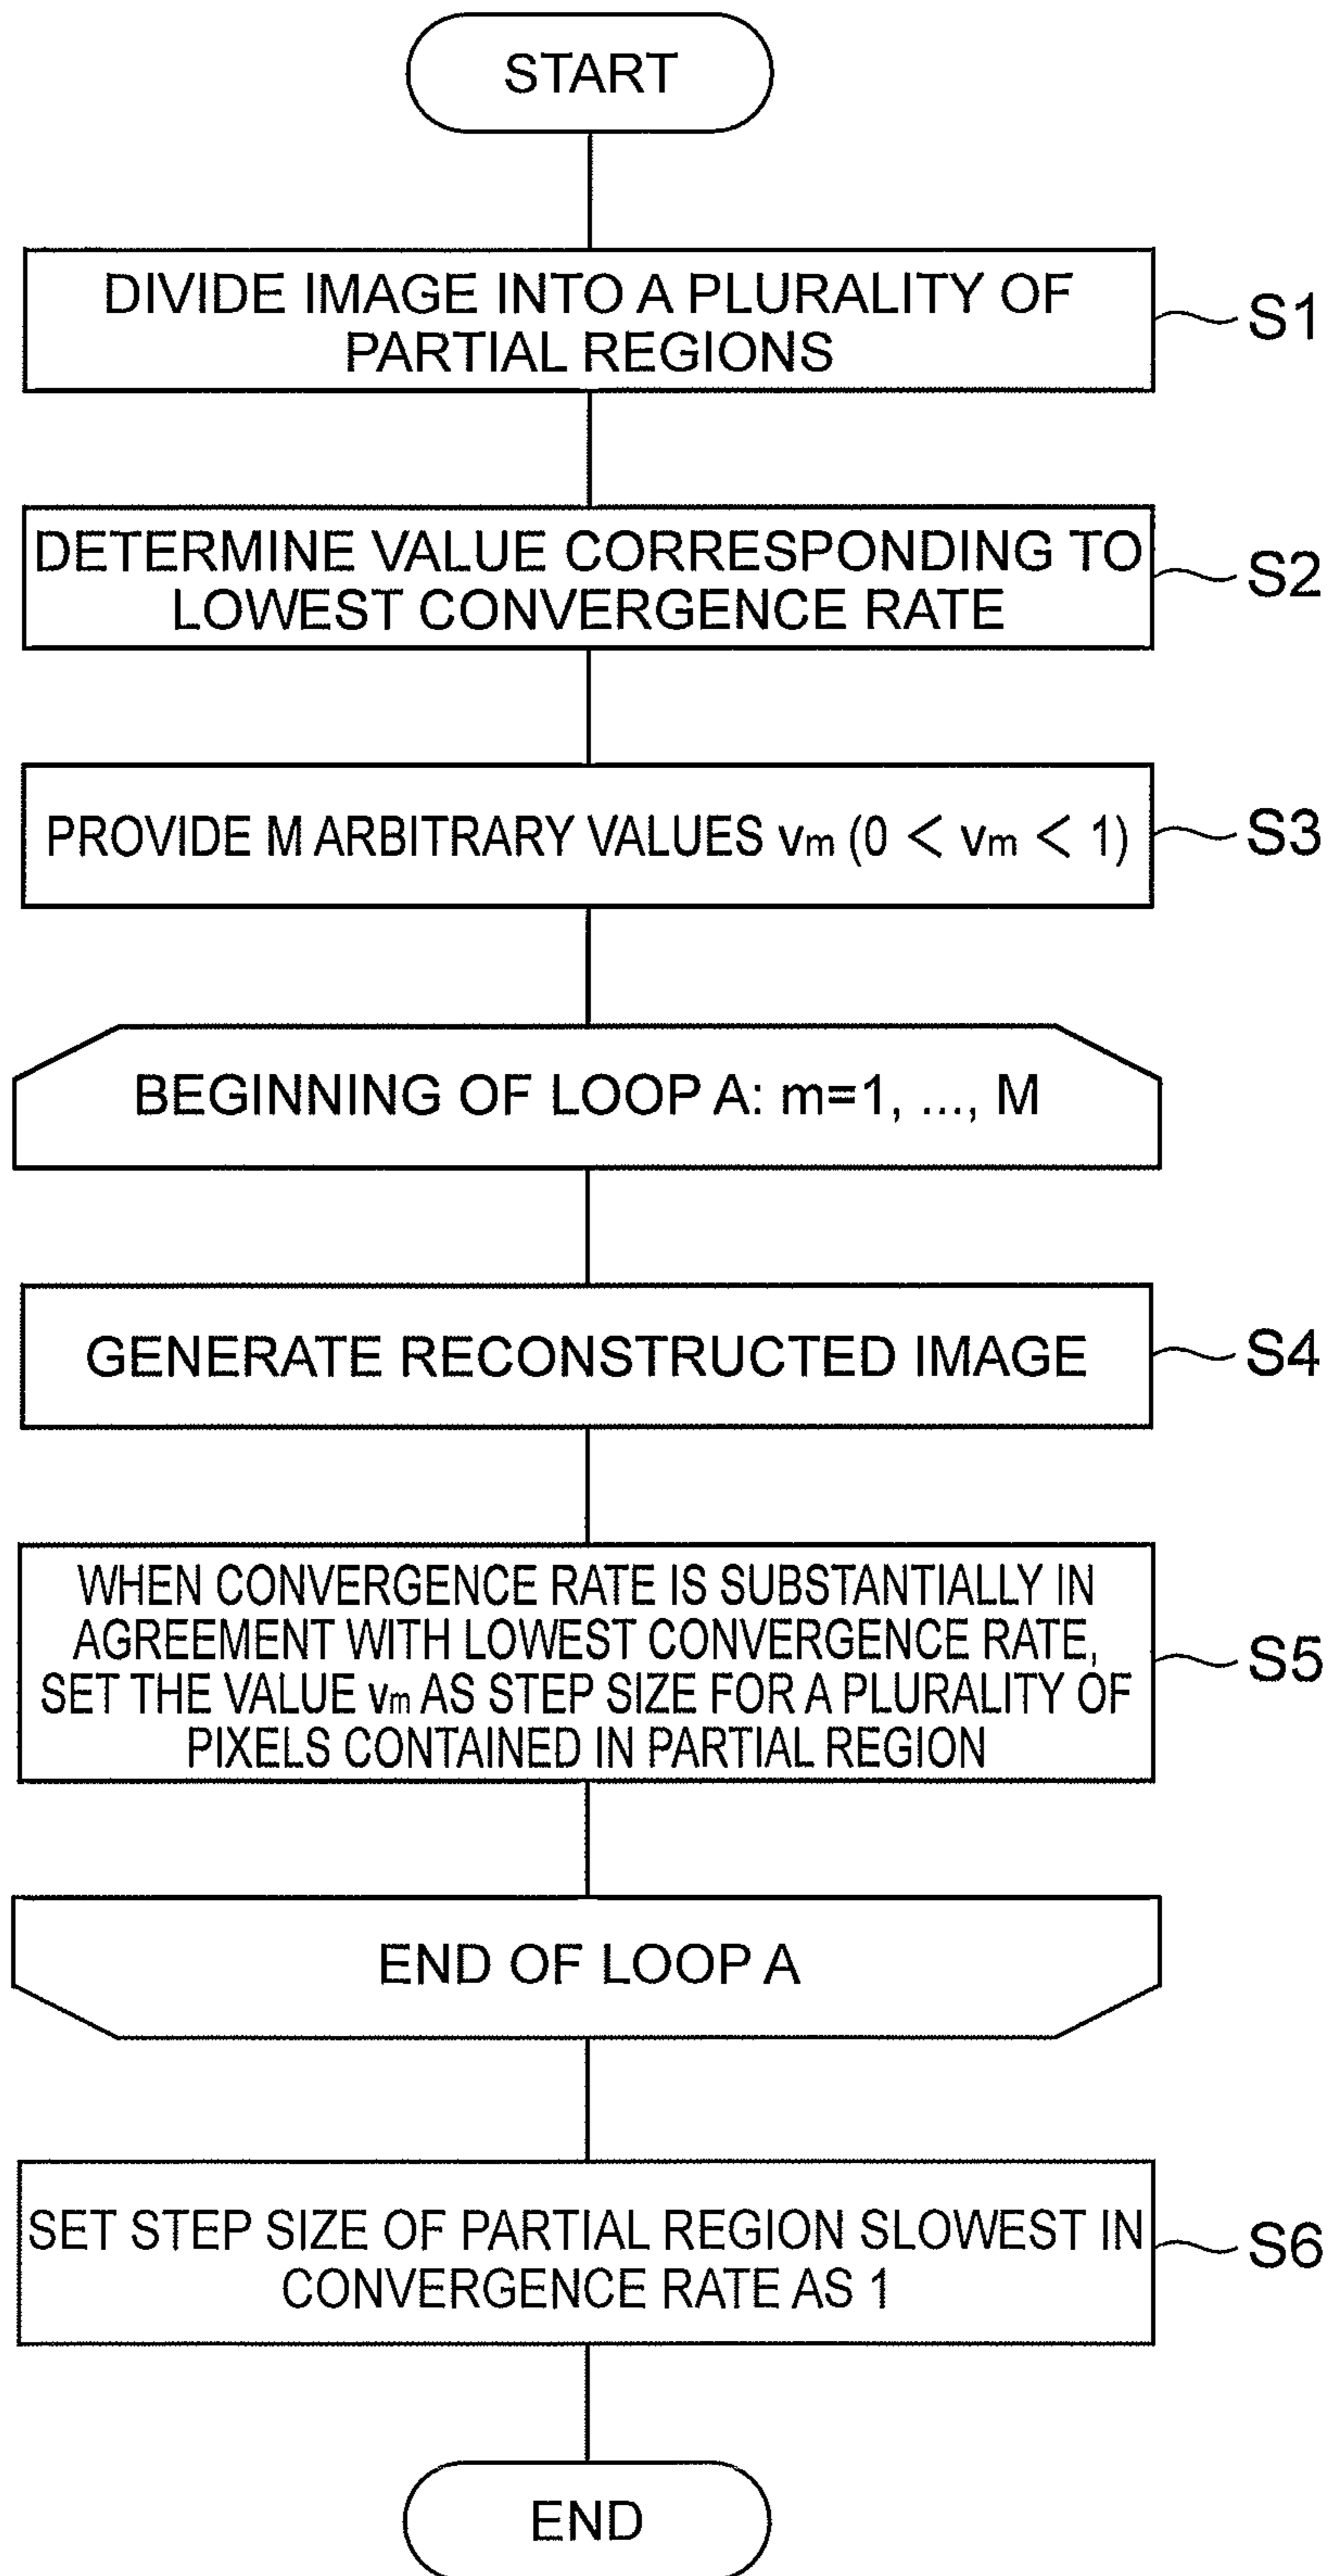 START
DIVIDE IMAGE INTO A PLURALITY OF
PARTIAL REGIONS
S1
DETERMINE VALUE CORRESPONDING TO
LOWEST CONVERGENCE RATE
S2
PROVIDE M ARBITRARY VALUES vm (0 < vm < 1)
S3
BEGINNING OF LOOP A: m=1, ..., M
GENERATE RECONSTRUCTED IMAGE
S4
WHEN CONVERGENCE RATE IS SUBSTANTIALLY IN
AGREEMENT WITH LOWEST CONVERGENCE RATE,
SET THE VALUE vm AS STEP SIZE FOR A PLURALITY OF
PIXELS CONTAINED IN PARTIAL REGION
S5
END OF LOOP A
SET STEP SIZE OF PARTIAL REGION SLOWEST IN
CONVERGENCE RATE AS 1
S6
END